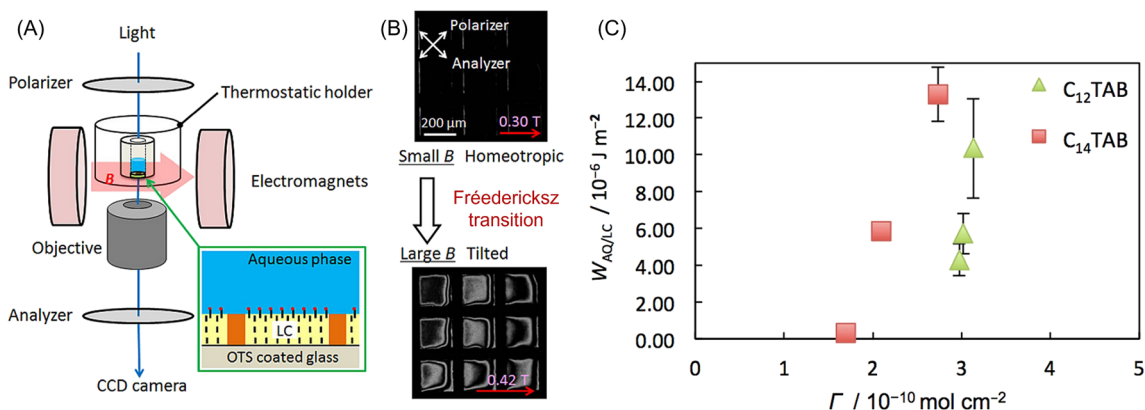 (A)
Light
Polarizer
Thermostatic holder
B
Electromagnets
Objective
Aqueous phase
LC
OTS coated glass
Analyzer
CCD camera
(B)
Polarizer
Analyzer
200 μm
0.30 T
Small B Homeotropic
Fréedericksz
transition
Large B Tilted
0.42 T
(C)
W_AQ/LC / 10⁻⁶ J m⁻²
16.00
14.00
12.00
10.00
8.00
6.00
4.00
2.00
0.00
C₁₂TAB
C₁₄TAB
0 1 2 3 4 5
Γ / 10⁻¹⁰ mol cm⁻²